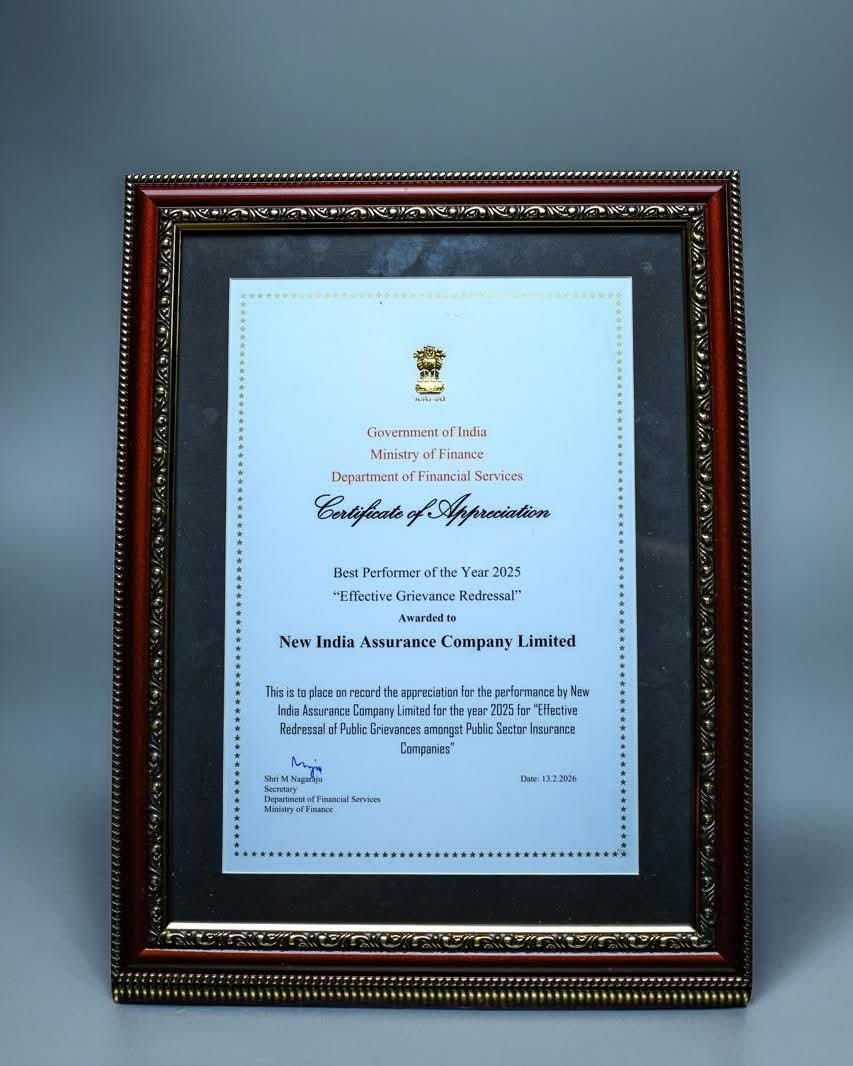 Government of India
Ministry of Finance
Department of Financial Services
Certificate of Appreciation
Best Performer of the Year 2025
“Effective Grievance Redressal”
Awarded to
New India Assurance Company Limited
This is to place on record the appreciation for the performance by New
India Assurance Company Limited for the year 2025 for “Effective
Redressal of Public Grievances amongst Public Sector Insurance
Companies”
Shri M Nagaraju
Secretary
Department of Financial Services
Ministry of Finance
Date: 13.2.2026